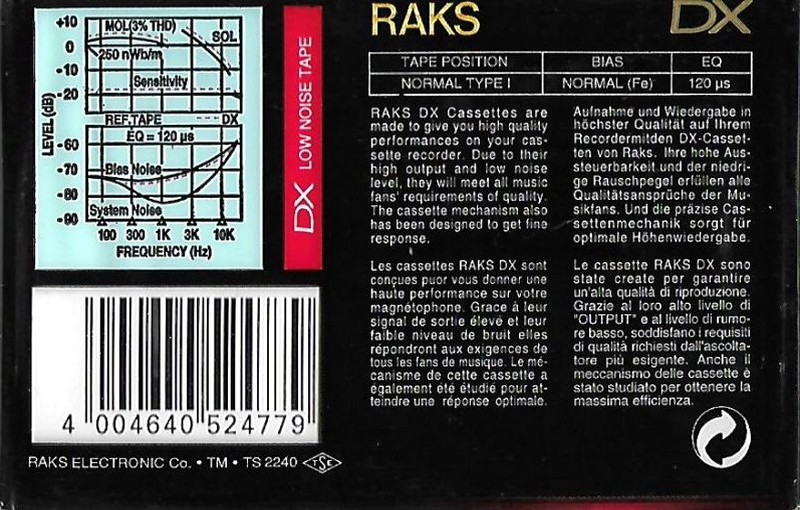 +10
0
-10
-20
-60
-70
-80
-90
LEVEL (dB)
MOL(3% THD)
SOL
250 nWb/m
Sensitivity
REF.TAPE
DX
EQ = 120 µs
Bias Noise
System Noise
100 300 1K 3K 10K
FREQUENCY (Hz)
DX LOW NOISE TAPE
RAKS
DX
TAPE POSITION BIAS EQ
NORMAL TYPE I NORMAL (Fe) 120 µs
RAKS DX Cassettes are
made to give you high quality
performances on your cas-
sette recorder. Due to their
high output and low noise
level, they will meet all music
fans' requirements of quality.
The cassette mechanism also
has been designed to get fine
response.
Aufnahme und Wiedergabe in
höchster Qualität auf Ihrem
Recordermitden DX-Casset-
ten von Raks. Ihre hohe Aus-
steuerbarkeit und der niedri-
ge Rauschpegel erfüllen alle
Qualitätsansprüche der Mu-
sikfans. Und die präzise Cas-
settenmechanik sorgt für
optimale Höhenwiedergabe.
Les cassettes RAKS DX sont
conçues puor vous donner une
haute performance sur votre
magnétophone. Grace à leur
signal de sortie élevé et leur
faible niveau de bruit elles
répondront aux exigences de
tous les fans de musique. Le mé-
canisme de cette cassette a
également été étudié pour at-
teindre une réponse optimale.
Le cassette RAKS DX sono
state create per garantire
un'alta qualità di riproduzione.
Grazie al loro alto livello di
"OUTPUT" e al livello di rumo-
re basso, soddisfano i requisiti
di qualità richiesti dall'ascolta-
tore più esigente. Anche il
meccanismo delle cassette è
stato studiato per ottenere la
massima efficienza.
4 004640 524779
RAKS ELECTRONIC Co. • TM • TS 2240 TSE